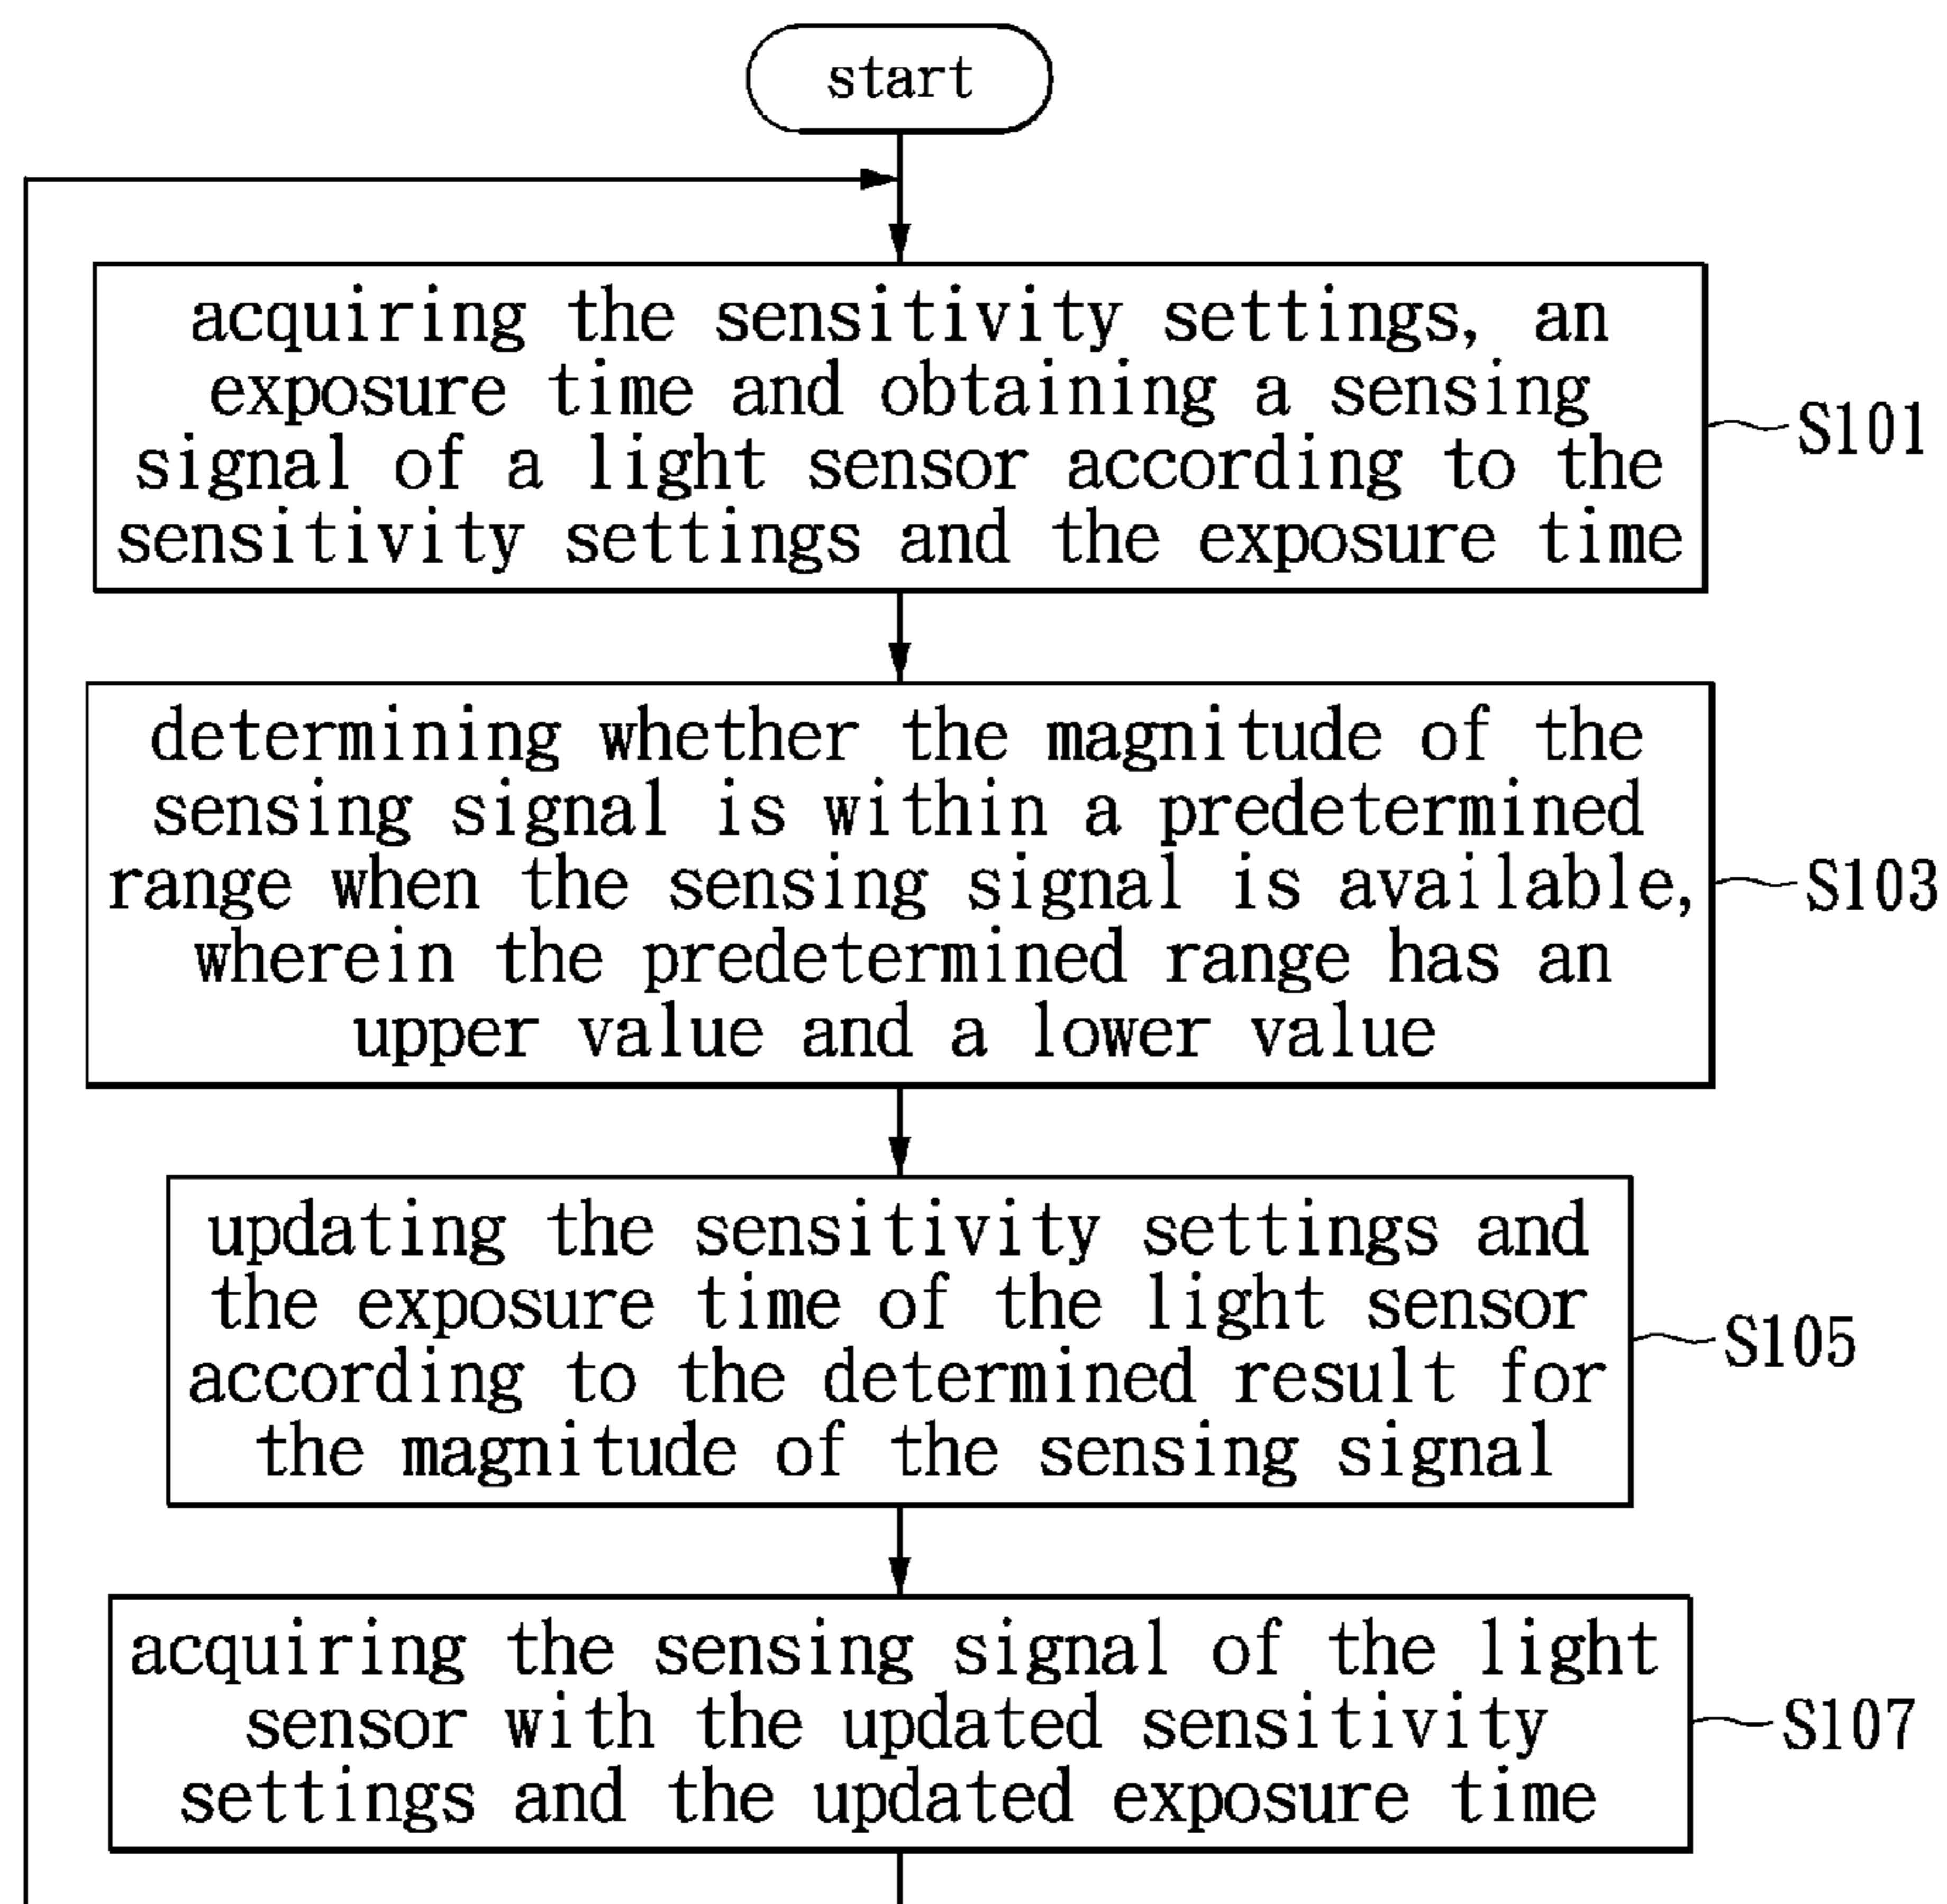 start
acquiring the sensitivity settings, an
exposure time and obtaining a sensing
signal of a light sensor according to the
sensitivity settings and the exposure time
S101
determining whether the magnitude of the
sensing signal is within a predetermined
range when the sensing signal is available,
wherein the predetermined range has an
upper value and a lower value
S103
updating the sensitivity settings and
the exposure time of the light sensor
according to the determined result for
the magnitude of the sensing signal
S105
acquiring the sensing signal of the light
sensor with the updated sensitivity
settings and the updated exposure time
S107